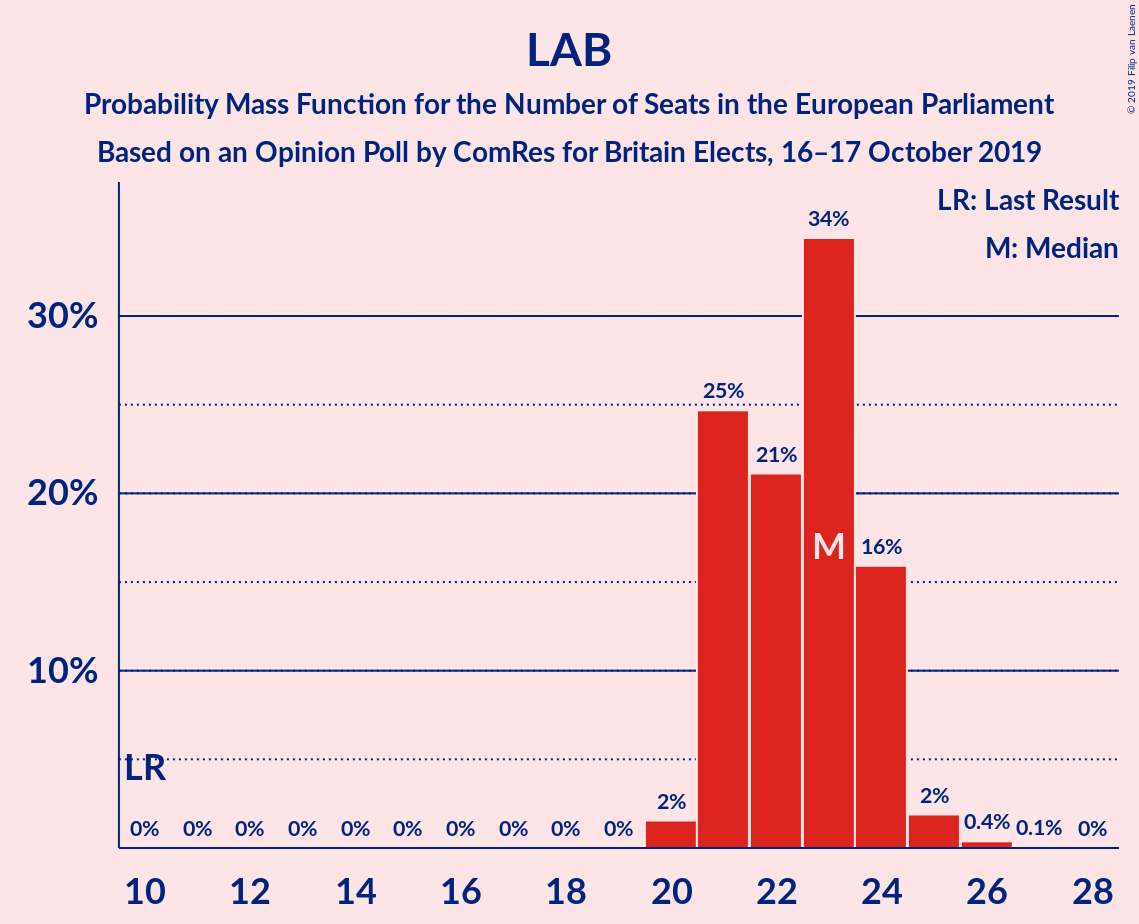 © 2019 Filip van Laenen
LAB
Probability Mass Function for the Number of Seats in the European Parliament
Based on an Opinion Poll by ComRes for Britain Elects, 16–17 October 2019
LR: Last Result
M: Median
34%
30%
25%
21%
20%
M
16%
10%
LR
0% 0% 0% 0% 0% 0% 0% 0% 0% 0% 2% 2% 0.4% 0.1% 0%
10 12 14 16 18 20 22 24 26 28